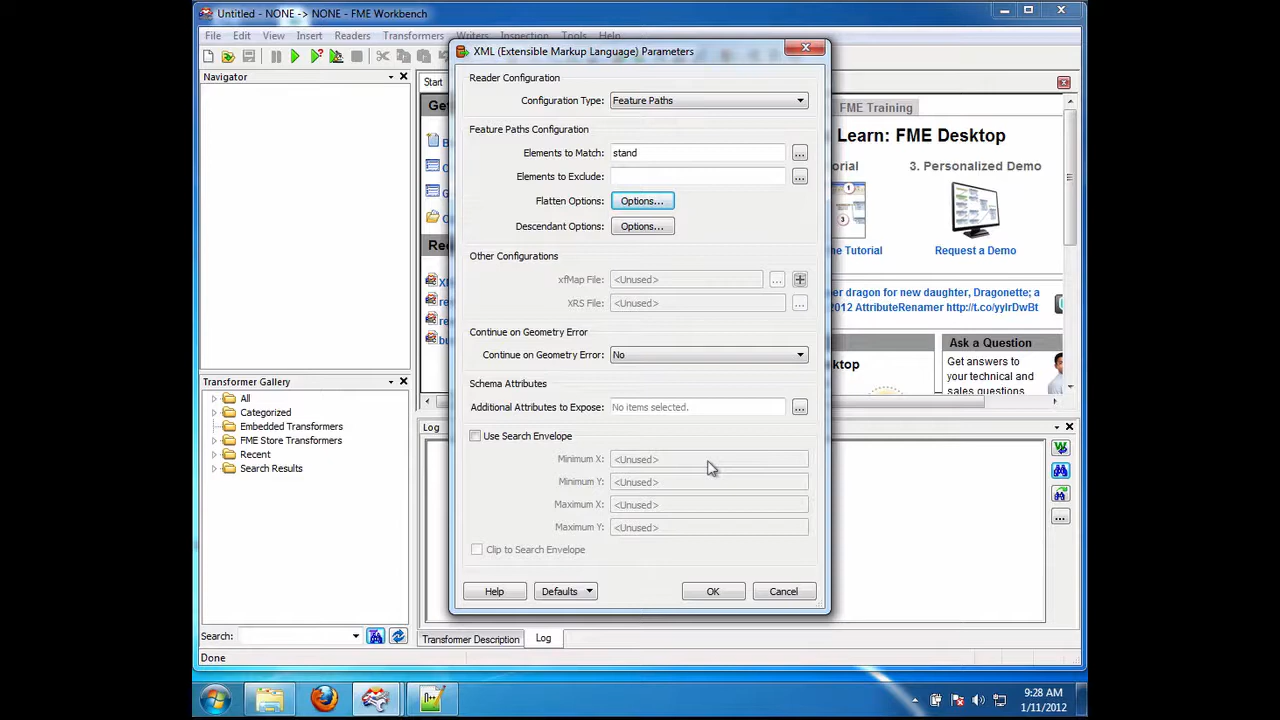 Untitled - NONE -> NONE - FME Workbench
File Edit View Insert Readers Transformers Writers Inspection Tools Help
Navigator
Start
FME Training
Learn: FME Desktop
3. Personalized Demo
Request a Demo
Ask a Question
Get answers to
your technical and
sales questions
er dragon for new daughter, Dragonette; a
2012 AttributeRenamer http://t.co/yyIrDwBt
Transformer Gallery
All
Categorized
Embedded Transformers
FME Store Transformers
Recent
Search Results
Search:
Done
Log
Transformer Description
Log
XML (Extensible Markup Language) Parameters
Reader Configuration
Configuration Type: Feature Paths
Feature Paths Configuration
Elements to Match: stand
Elements to Exclude:
Flatten Options: Options...
Descendant Options: Options...
Other Configurations
xfMap File: <Unused>
XRS File: <Unused>
Continue on Geometry Error
Continue on Geometry Error: No
Schema Attributes
Additional Attributes to Expose: No items selected.
Use Search Envelope
Minimum X: <Unused>
Minimum Y: <Unused>
Maximum X: <Unused>
Maximum Y: <Unused>
Clip to Search Envelope
Help Defaults OK Cancel
9:28 AM
1/11/2012